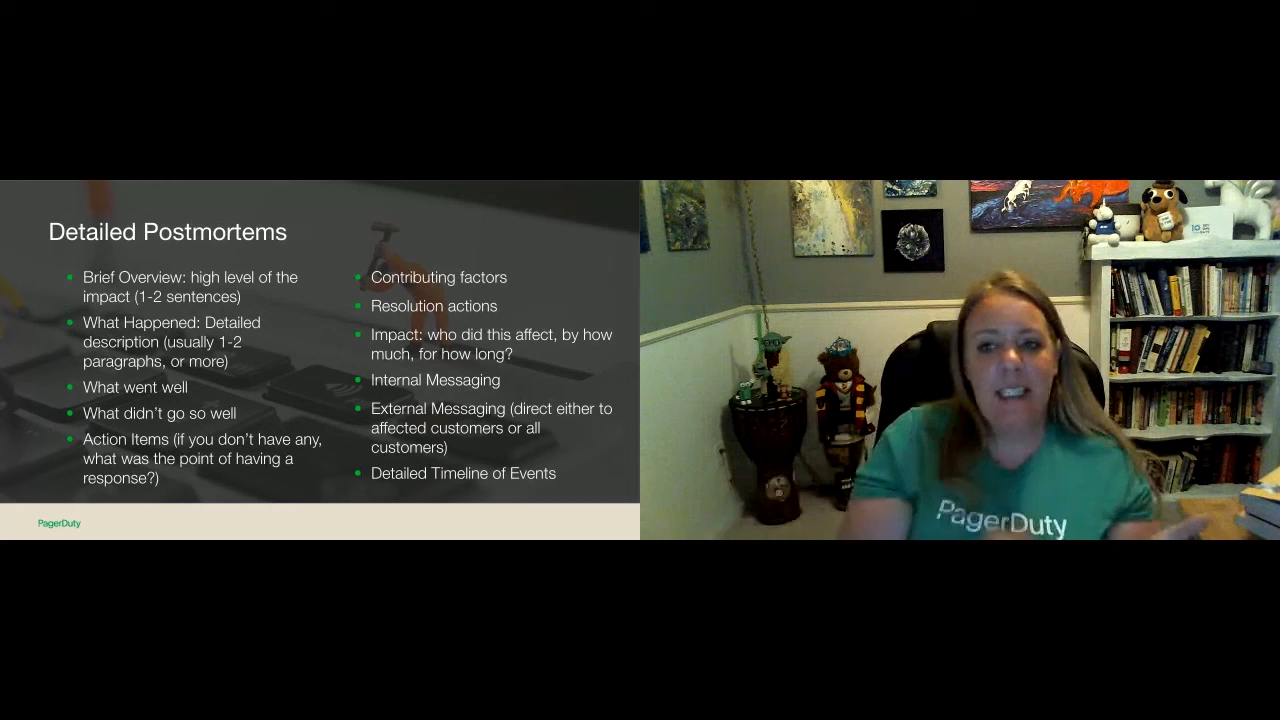 Detailed Postmortems
Brief Overview: high level of the
impact (1-2 sentences)
What Happened: Detailed
description (usually 1-2
paragraphs, or more)
What went well
What didn't go so well
Action Items (if you don't have any,
what was the point of having a
response?)
Contributing factors
Resolution actions
Impact: who did this affect, by how
much, for how long?
Internal Messaging
External Messaging (direct either to
affected customers or all
customers)
Detailed Timeline of Events
PagerDuty
PagerDuty